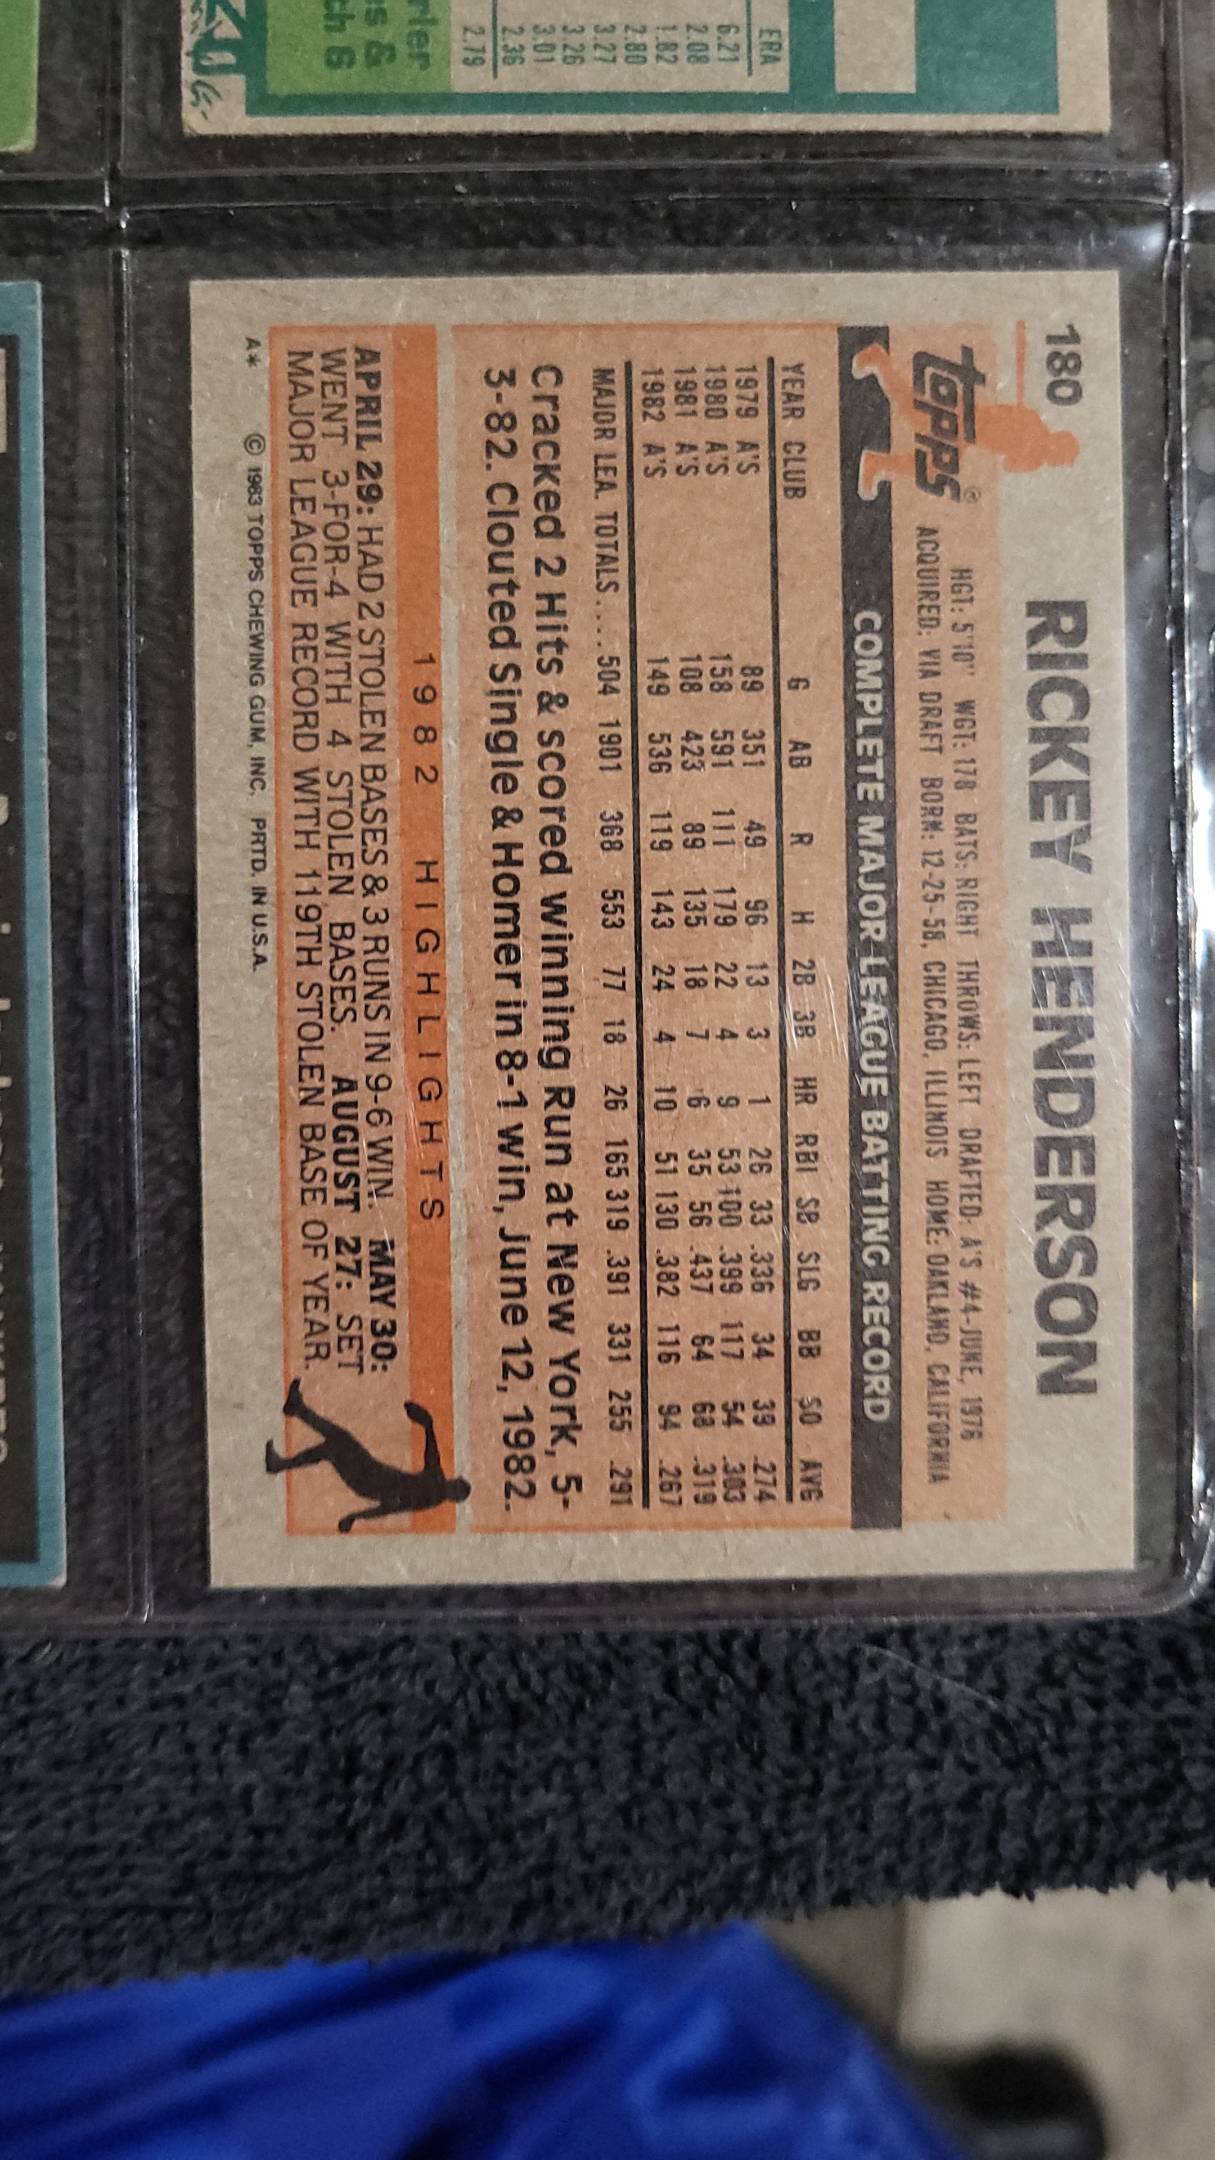 180
RICKEY HENDERSON
TOPPS®
HGT: 5'10" WGT: 178 BATS: RIGHT THROWS: LEFT DRAFTED: A'S #4-JUNE, 1976
ACQUIRED: VIA DRAFT BORN: 12-25-58, CHICAGO, ILLINOIS HOME: OAKLAND, CALIFORNIA
COMPLETE MAJOR LEAGUE BATTING RECORD
YEAR CLUB G AB R H 2B 3B HR RBI SB SLG BB SO AVG
1979 A'S 89 351 49 96 13 3 1 26 33 .336 34 39 .274
1980 A'S 158 591 111 179 22 4 9 53 100 .399 117 54 .303
1981 A'S 108 423 89 135 18 7 6 35 56 .437 64 68 .319
1982 A'S 149 536 119 143 24 4 10 51 130 .382 116 94 .267
MAJOR LEA. TOTALS.... 504 1901 368 553 77 18 26 165 319 .391 331 255 .291
Cracked 2 Hits & scored winning Run at New York, 5-
3-82. Clouted Single & Homer in 8-1 win, June 12, 1982.
1982 HIGHLIGHTS
APRIL 29: HAD 2 STOLEN BASES & 3 RUNS IN 9-6 WIN. MAY 30:
WENT 3-FOR-4 WITH 4 STOLEN BASES. AUGUST 27: SET
MAJOR LEAGUE RECORD WITH 119TH STOLEN BASE OF YEAR.
A* © 1983 TOPPS CHEWING GUM, INC. PRTD. IN U.S.A.
ERA
6.21
2.08
1.82
2.80
3.27
3.26
3.01
2.36
2.79
rler
s &
ch 8